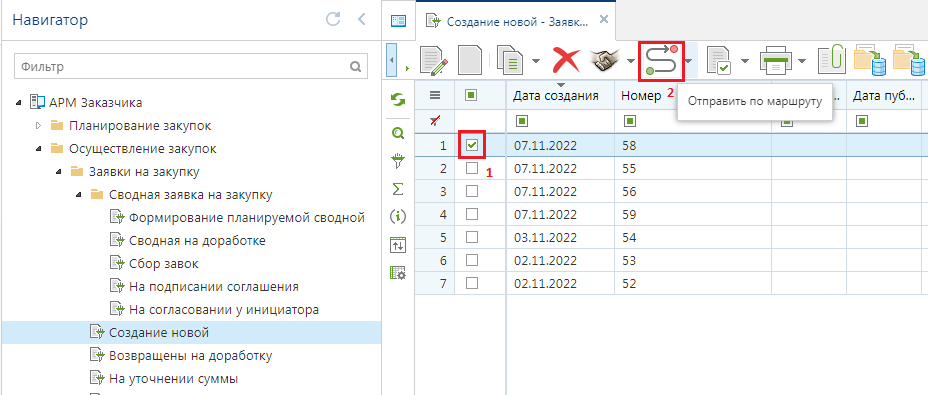 Навигатор
Фильтр
АРМ Заказчика
Планирование закупок
Осуществление закупок
Заявки на закупку
Сводная заявка на закупку
Формирование планируемой сводной
Сводная на доработке
Сбор завок
На подписании соглашения
На согласовании у инициатора
Создание новой
Возвращены на доработку
На уточнении суммы
Создание новой - Заявк...
Отправить по маршруту
Дата создания Номер 2 Дата пуб...
1 07.11.2022 58
1
2 07.11.2022 55
3 07.11.2022 56
4 07.11.2022 59
5 03.11.2022 54
6 02.11.2022 53
7 02.11.2022 52